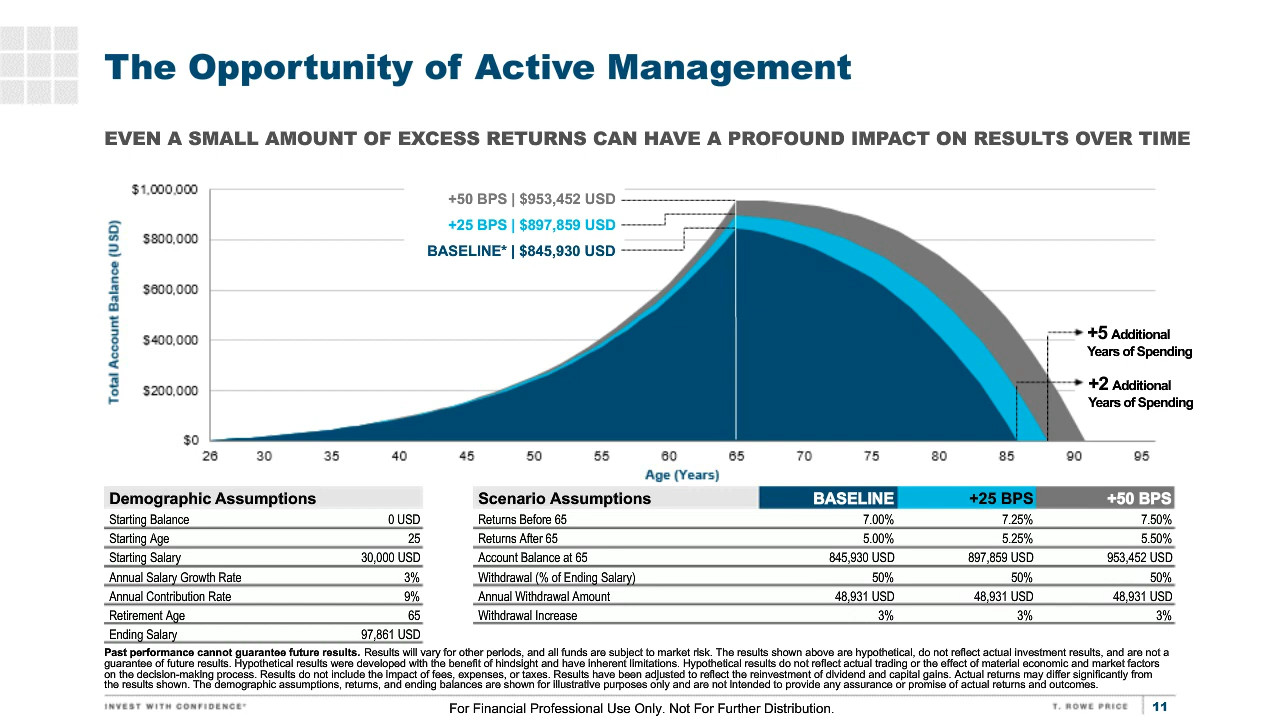 The Opportunity of Active Management
EVEN A SMALL AMOUNT OF EXCESS RETURNS CAN HAVE A PROFOUND IMPACT ON RESULTS OVER TIME
Total Account Balance (USD)
$1,000,000
$800,000
$600,000
$400,000
$200,000
$0
+50 BPS | $953,452 USD
+25 BPS | $897,859 USD
BASELINE* | $845,930 USD
+5 Additional
Years of Spending
+2 Additional
Years of Spending
26 30 35 40 45 50 55 60 65 70 75 80 85 90 95
Age (Years)
Demographic Assumptions
Starting Balance 0 USD
Starting Age 25
Starting Salary 30,000 USD
Annual Salary Growth Rate 3%
Annual Contribution Rate 9%
Retirement Age 65
Ending Salary 97,861 USD
Scenario Assumptions BASELINE +25 BPS +50 BPS
Returns Before 65 7.00% 7.25% 7.50%
Returns After 65 5.00% 5.25% 5.50%
Account Balance at 65 845,930 USD 897,859 USD 953,452 USD
Withdrawal (% of Ending Salary) 50% 50% 50%
Annual Withdrawal Amount 48,931 USD 48,931 USD 48,931 USD
Withdrawal Increase 3% 3% 3%
Past performance cannot guarantee future results. Results will vary for other periods, and all funds are subject to market risk. The results shown above are hypothetical, do not reflect actual investment results, and are not a
guarantee of future results. Hypothetical results were developed with the benefit of hindsight and have inherent limitations. Hypothetical results do not reflect actual trading or the effect of material economic and market factors
on the decision-making process. Results do not include the impact of fees, expenses, or taxes. Results have been adjusted to reflect the reinvestment of dividend and capital gains. Actual returns may differ significantly from
the results shown. The demographic assumptions, returns, and ending balances are shown for illustrative purposes only and are not intended to provide any assurance or promise of actual returns and outcomes.
INVEST WITH CONFIDENCE®
For Financial Professional Use Only. Not For Further Distribution.
T. ROWE PRICE 11